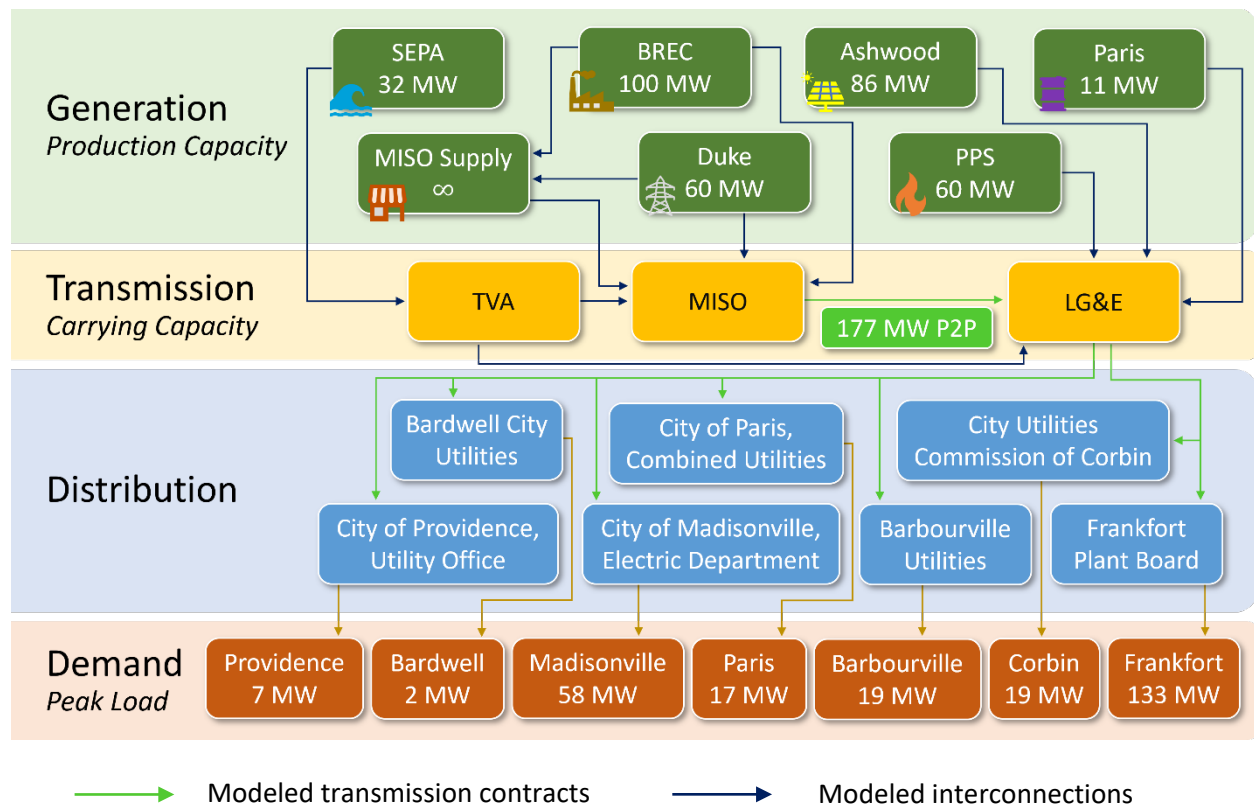 Generation
Production Capacity
SEPA
32 MW
BREC
100 MW
Ashwood
86 MW
Paris
11 MW
MISO Supply
∞
Duke
60 MW
PPS
60 MW
Transmission
Carrying Capacity
TVA
MISO
177 MW P2P
LG&E
Distribution
Bardwell City
Utilities
City of Paris,
Combined Utilities
City Utilities
Commission of Corbin
City of Providence,
Utility Office
City of Madisonville,
Electric Department
Barbourville
Utilities
Frankfort
Plant Board
Demand
Peak Load
Providence
7 MW
Bardwell
2 MW
Madisonville
58 MW
Paris
17 MW
Barbourville
19 MW
Corbin
19 MW
Frankfort
133 MW
Modeled transmission contracts
Modeled interconnections